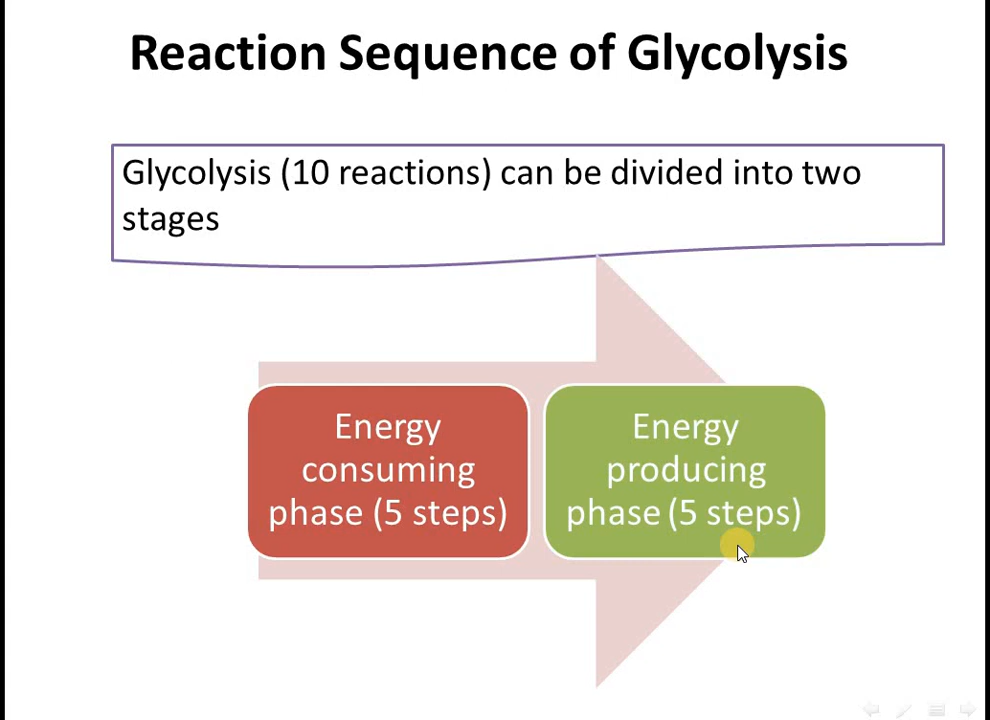 Reaction Sequence of Glycolysis
Glycolysis (10 reactions) can be divided into two
stages
Energy
consuming
phase (5 steps)
Energy
producing
phase (5 steps)